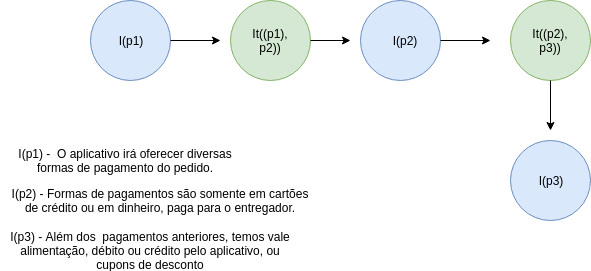 I(p1)
It((p1),
p2))
I(p2)
It((p2),
p3))
I(p3)
I(p1) - O aplicativo irá oferecer diversas
formas de pagamento do pedido.
I(p2) - Formas de pagamentos são somente em cartões
de crédito ou em dinheiro, paga para o entregador.
I(p3) - Além dos pagamentos anteriores, temos vale
alimentação, débito ou crédito pelo aplicativo, ou
cupons de desconto